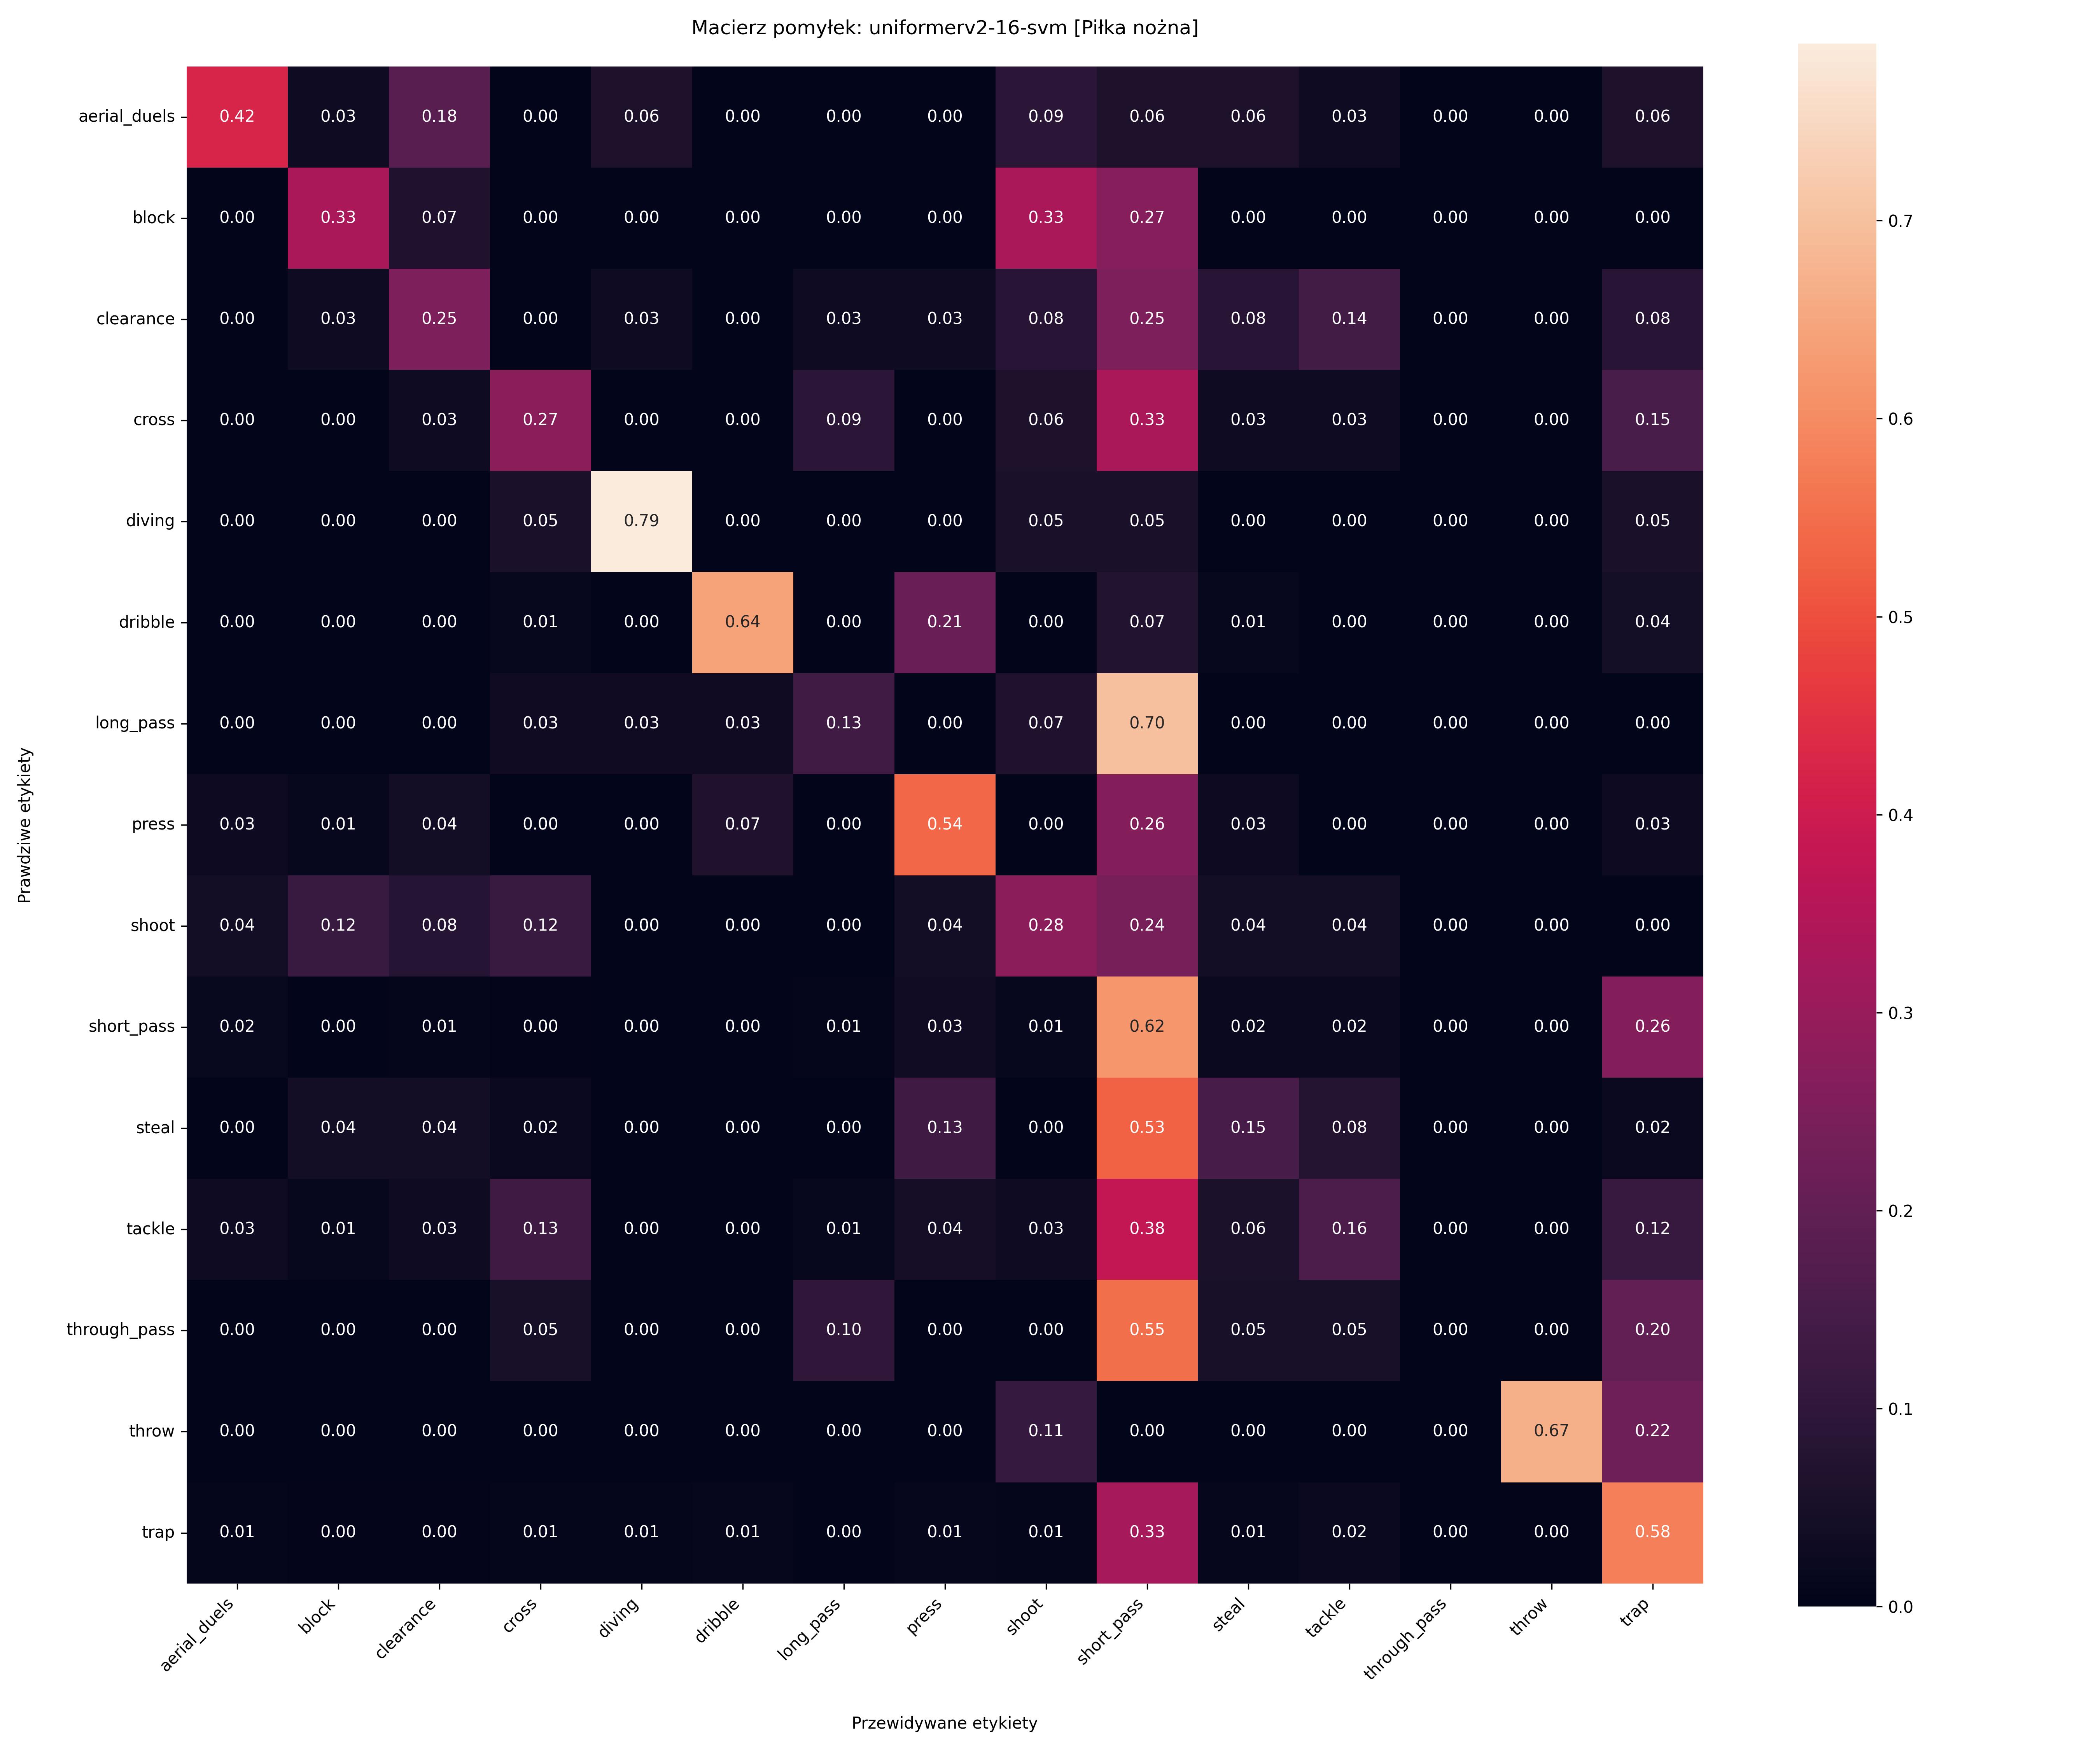 Macierz pomyłek: uniformerv2-16-svm [Piłka nożna]
aerial_duels 0.42 0.03 0.18 0.00 0.06 0.00 0.00 0.00 0.09 0.06 0.06 0.03 0.00 0.00 0.06
block 0.00 0.33 0.07 0.00 0.00 0.00 0.00 0.00 0.33 0.27 0.00 0.00 0.00 0.00 0.00
clearance 0.00 0.03 0.25 0.00 0.03 0.00 0.03 0.03 0.08 0.25 0.08 0.14 0.00 0.00 0.08
cross 0.00 0.00 0.03 0.27 0.00 0.00 0.09 0.00 0.06 0.33 0.03 0.03 0.00 0.00 0.15
diving 0.00 0.00 0.00 0.05 0.79 0.00 0.00 0.00 0.05 0.05 0.00 0.00 0.00 0.00 0.05
dribble 0.00 0.00 0.00 0.01 0.00 0.64 0.00 0.21 0.00 0.07 0.01 0.00 0.00 0.00 0.04
long_pass 0.00 0.00 0.00 0.03 0.03 0.03 0.13 0.00 0.07 0.70 0.00 0.00 0.00 0.00 0.00
press 0.03 0.01 0.04 0.00 0.00 0.07 0.00 0.54 0.00 0.26 0.03 0.00 0.00 0.00 0.03
shoot 0.04 0.12 0.08 0.12 0.00 0.00 0.00 0.04 0.28 0.24 0.04 0.04 0.00 0.00 0.00
short_pass 0.02 0.00 0.01 0.00 0.00 0.00 0.01 0.03 0.01 0.62 0.02 0.02 0.00 0.00 0.26
steal 0.00 0.04 0.04 0.02 0.00 0.00 0.00 0.13 0.00 0.53 0.15 0.08 0.00 0.00 0.02
tackle 0.03 0.01 0.03 0.13 0.00 0.00 0.01 0.04 0.03 0.38 0.06 0.16 0.00 0.00 0.12
through_pass 0.00 0.00 0.00 0.05 0.00 0.00 0.10 0.00 0.00 0.55 0.05 0.05 0.00 0.00 0.20
throw 0.00 0.00 0.00 0.00 0.00 0.00 0.00 0.00 0.11 0.00 0.00 0.00 0.00 0.67 0.22
trap 0.01 0.00 0.00 0.01 0.01 0.01 0.00 0.01 0.01 0.33 0.01 0.02 0.00 0.00 0.58
aerial_duels block clearance cross diving dribble long_pass press shoot short_pass steal tackle through_pass throw trap
Przewidywane etykiety
Prawdziwe etykiety
0.7
0.6
0.5
0.4
0.3
0.2
0.1
0.0